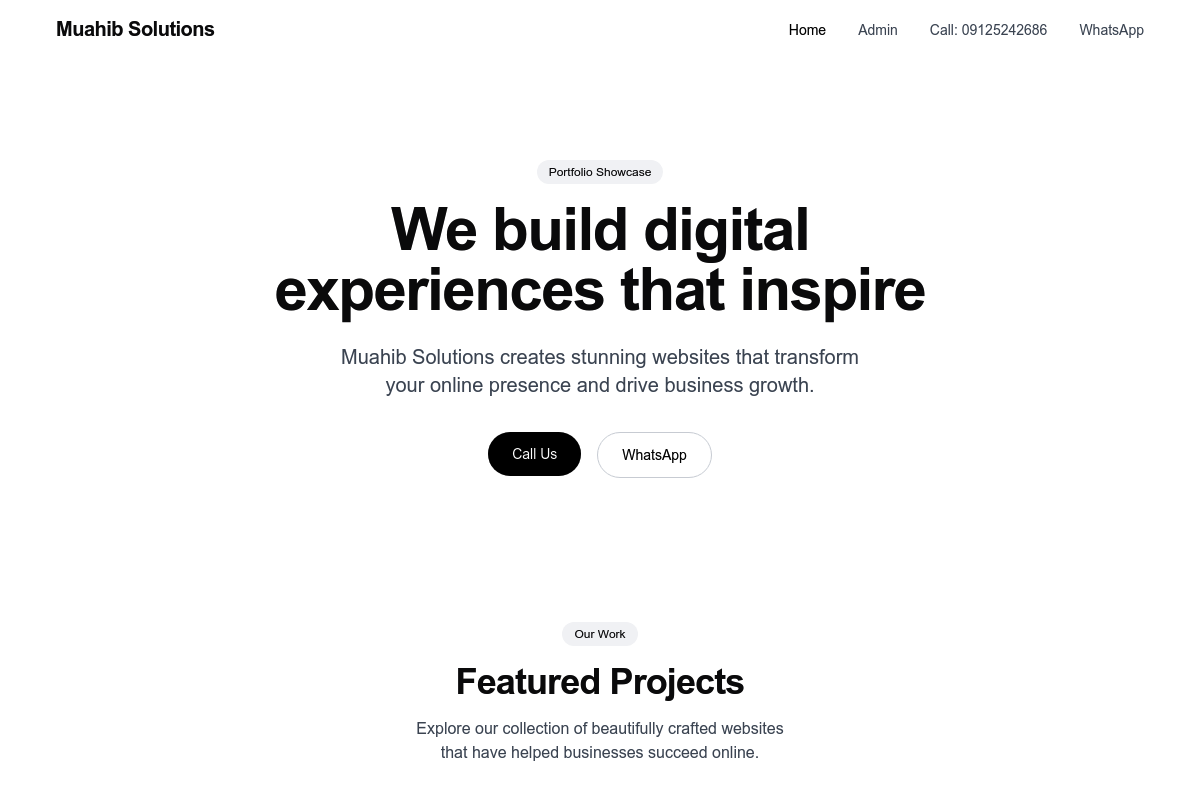 Muahib Solutions
Home
Admin
Call: 09125242686
WhatsApp
Portfolio Showcase
We build digital
experiences that inspire
Muahib Solutions creates stunning websites that transform
your online presence and drive business growth.
Call Us
WhatsApp
Our Work
Featured Projects
Explore our collection of beautifully crafted websites
that have helped businesses succeed online.